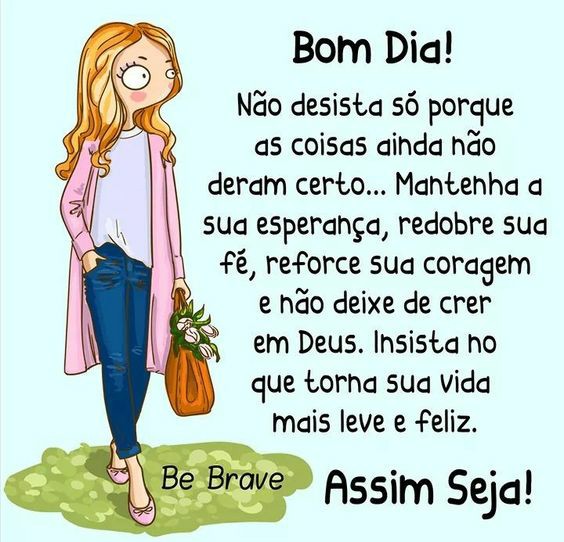 Bom Dia!
Não desista só porque
as coisas ainda não
deram certo... Mantenha a
sua esperança, redobre sua
fé, reforce sua coragem
e não deixe de crer
em Deus. Insista no
que torna sua vida
mais leve e feliz.
Be Brave
Assim Seja!